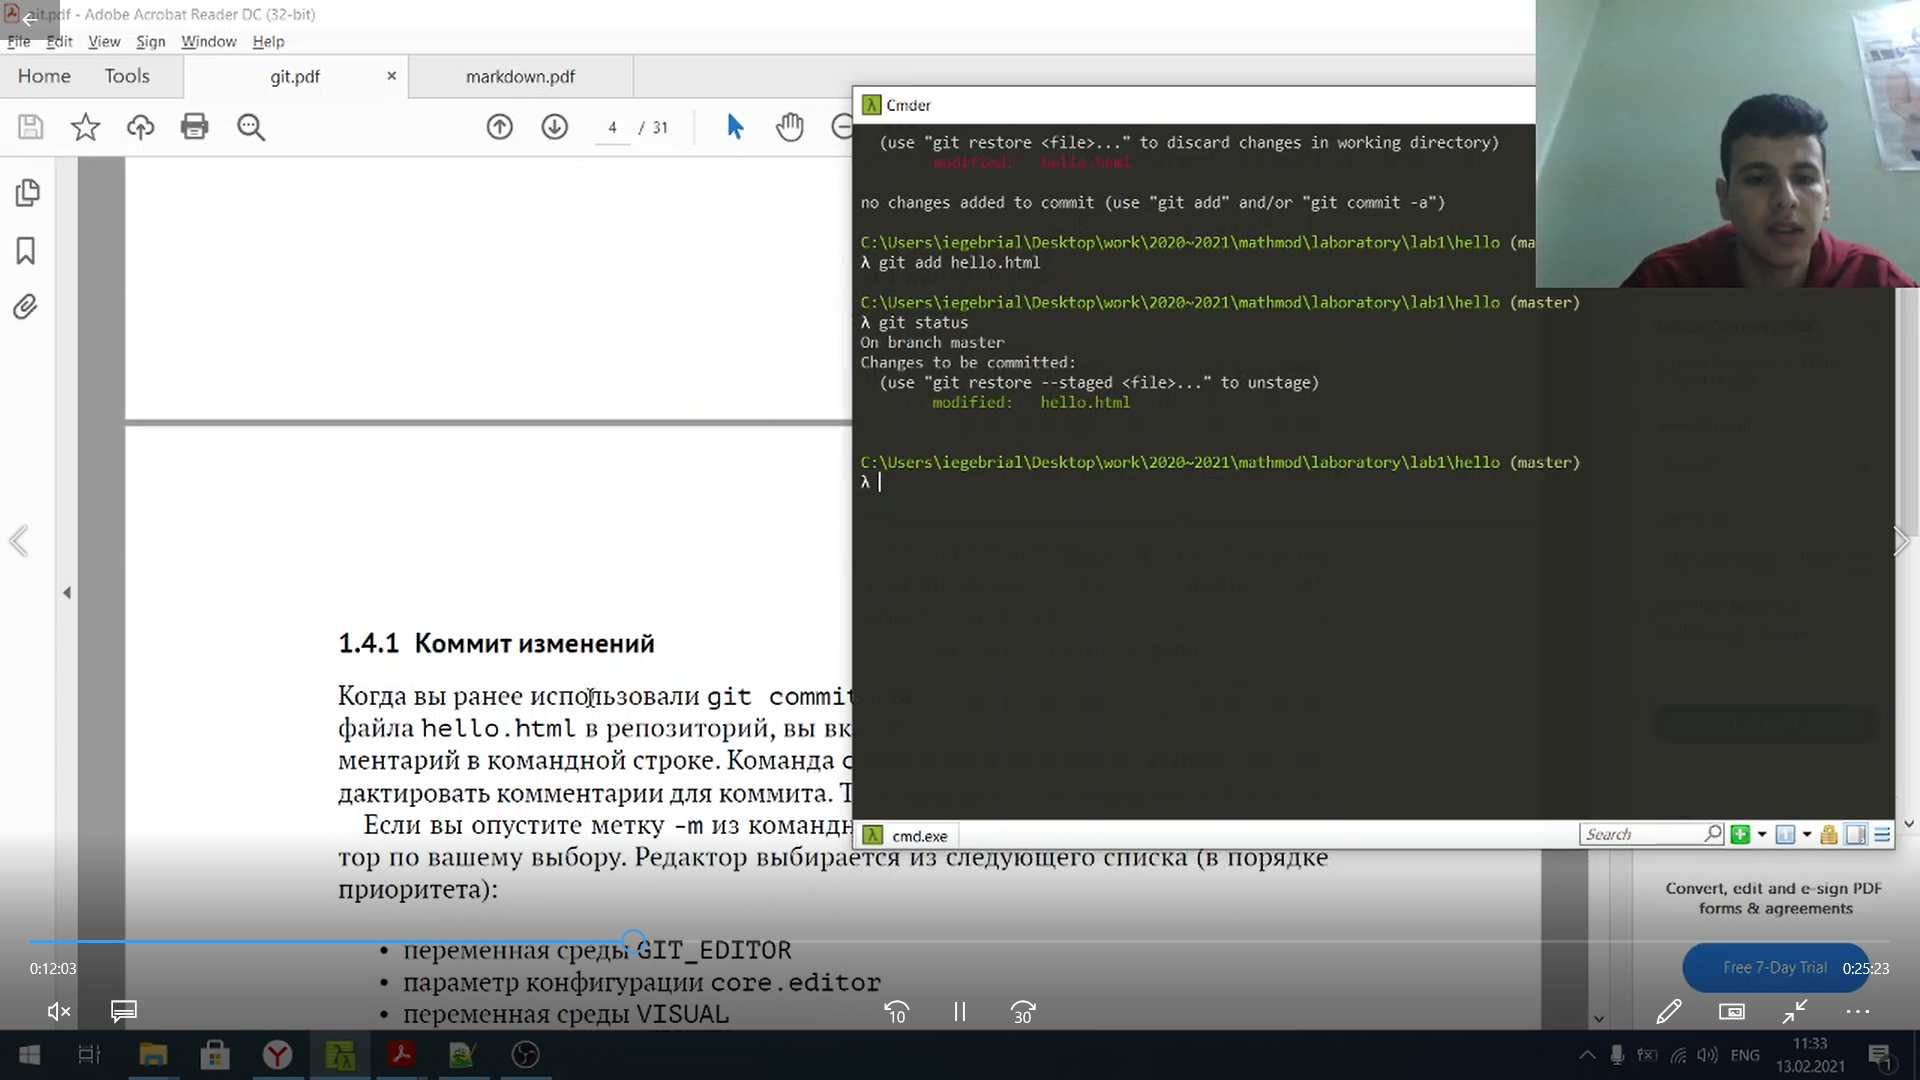 git.pdf - Adobe Acrobat Reader DC (32-bit)
File Edit View Sign Window Help
Home Tools git.pdf × markdown.pdf
4 / 31
Cmder
(use "git restore <file>..." to discard changes in working directory)
modified: hello.html
no changes added to commit (use "git add" and/or "git commit -a")
C:\Users\iegebrial\Desktop\work\2020~2021\mathmod\laboratory\lab1\hello (ma
λ git add hello.html
C:\Users\iegebrial\Desktop\work\2020~2021\mathmod\laboratory\lab1\hello (master)
λ git status
On branch master
Changes to be committed:
(use "git restore --staged <file>..." to unstage)
modified: hello.html
C:\Users\iegebrial\Desktop\work\2020~2021\mathmod\laboratory\lab1\hello (master)
λ
cmd.exe
Search
1.4.1 Коммит изменений
Когда вы ранее использовали git commit
файла hello.html в репозиторий, вы вк
ментарий в командной строке. Команда c
дактировать комментарии для коммита. Т
Если вы опустите метку -m из командн
тор по вашему выбору. Редактор выбирается из следующего списка (в порядке
приоритета):
• переменная среды GIT_EDITOR
• параметр конфигурации core.editor
• переменная среды VISUAL
Convert, edit and e-sign PDF
forms & agreements
Free 7-Day Trial
0:12:03
0:25:23
10
30
ENG
11:33
13.02.2021
1